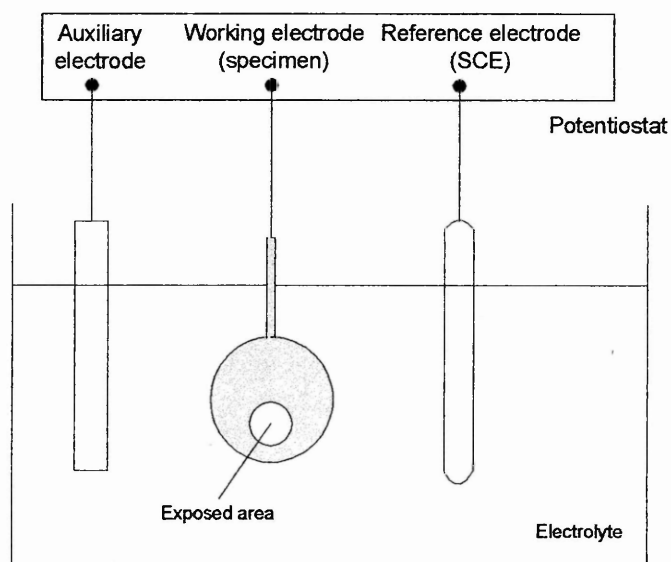 Auxiliary
electrode
Working electrode
(specimen)
Reference electrode
(SCE)
Potentiostat
Exposed area
Electrolyte